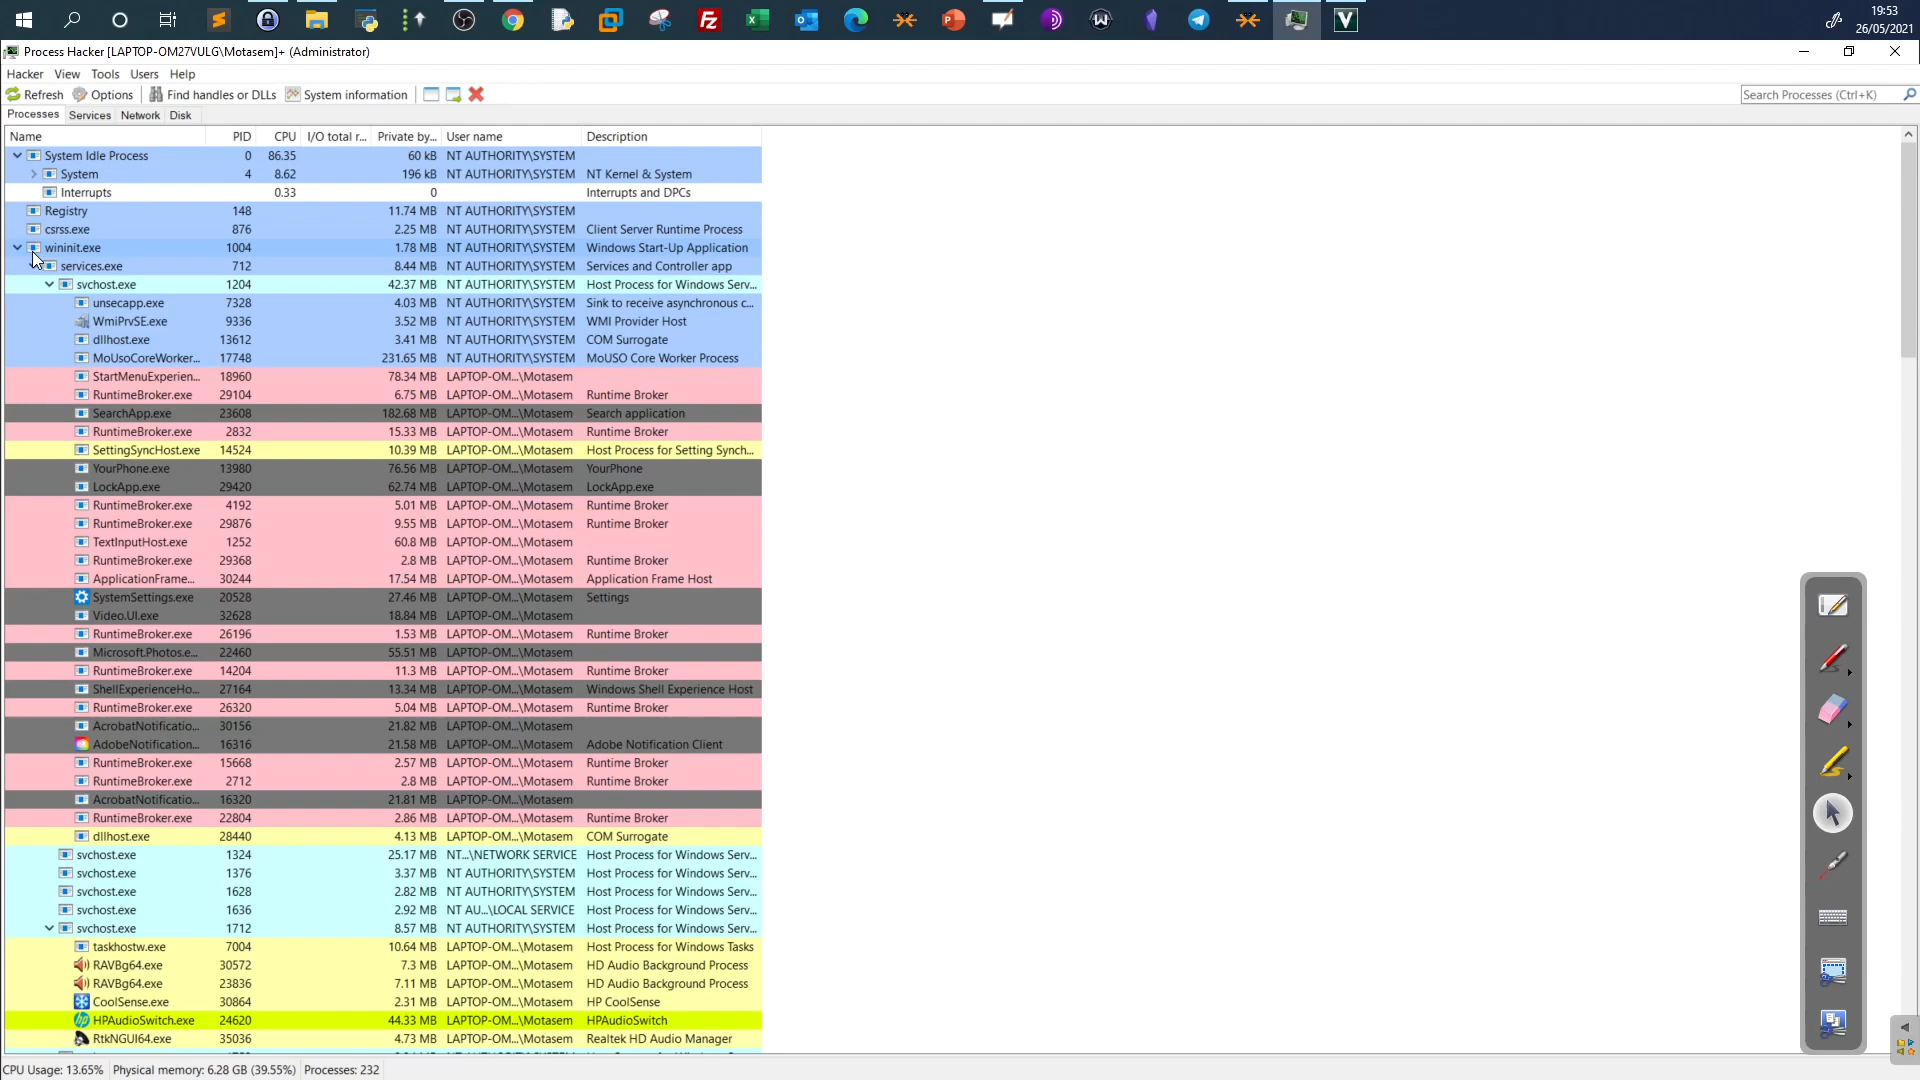 19:53
26/05/2021
Process Hacker [LAPTOP-OM27VULG\Motasem]+ (Administrator)
Hacker View Tools Users Help
Refresh Options Find handles or DLLs System information Search Processes (Ctrl+K)
Processes Services Network Disk
Name PID CPU I/O total r... Private by... User name Description
System Idle Process 0 86.35 60 kB NT AUTHORITY\SYSTEM
System 4 8.62 196 kB NT AUTHORITY\SYSTEM NT Kernel & System
Interrupts 0.33 0 Interrupts and DPCs
Registry 148 11.74 MB NT AUTHORITY\SYSTEM
csrss.exe 876 2.25 MB NT AUTHORITY\SYSTEM Client Server Runtime Process
wininit.exe 1004 1.78 MB NT AUTHORITY\SYSTEM Windows Start-Up Application
services.exe 712 8.44 MB NT AUTHORITY\SYSTEM Services and Controller app
svchost.exe 1204 42.37 MB NT AUTHORITY\SYSTEM Host Process for Windows Serv...
unsecapp.exe 7328 4.03 MB NT AUTHORITY\SYSTEM Sink to receive asynchronous c...
WmiPrvSE.exe 9336 3.52 MB NT AUTHORITY\SYSTEM WMI Provider Host
dllhost.exe 13612 3.41 MB NT AUTHORITY\SYSTEM COM Surrogate
MoUsoCoreWorker... 17748 231.65 MB NT AUTHORITY\SYSTEM MoUSO Core Worker Process
StartMenuExperien... 18960 78.34 MB LAPTOP-OM...\Motasem
RuntimeBroker.exe 29104 6.75 MB LAPTOP-OM...\Motasem Runtime Broker
SearchApp.exe 23608 182.68 MB LAPTOP-OM...\Motasem Search application
RuntimeBroker.exe 2832 15.33 MB LAPTOP-OM...\Motasem Runtime Broker
SettingSyncHost.exe 14524 10.39 MB LAPTOP-OM...\Motasem Host Process for Setting Synch...
YourPhone.exe 13980 76.56 MB LAPTOP-OM...\Motasem YourPhone
LockApp.exe 29420 62.74 MB LAPTOP-OM...\Motasem LockApp.exe
RuntimeBroker.exe 4192 5.01 MB LAPTOP-OM...\Motasem Runtime Broker
RuntimeBroker.exe 29876 9.55 MB LAPTOP-OM...\Motasem Runtime Broker
TextInputHost.exe 1252 60.8 MB LAPTOP-OM...\Motasem
RuntimeBroker.exe 29368 2.8 MB LAPTOP-OM...\Motasem Runtime Broker
ApplicationFrame... 30244 17.54 MB LAPTOP-OM...\Motasem Application Frame Host
SystemSettings.exe 20528 27.46 MB LAPTOP-OM...\Motasem Settings
Video.UI.exe 32628 18.84 MB LAPTOP-OM...\Motasem
RuntimeBroker.exe 26196 1.53 MB LAPTOP-OM...\Motasem Runtime Broker
Microsoft.Photos.e... 22460 55.51 MB LAPTOP-OM...\Motasem
RuntimeBroker.exe 14204 11.3 MB LAPTOP-OM...\Motasem Runtime Broker
ShellExperienceHo... 27164 13.34 MB LAPTOP-OM...\Motasem Windows Shell Experience Host
RuntimeBroker.exe 26320 5.04 MB LAPTOP-OM...\Motasem Runtime Broker
AcrobatNotificatio... 30156 21.82 MB LAPTOP-OM...\Motasem
AdobeNotification... 16316 21.58 MB LAPTOP-OM...\Motasem Adobe Notification Client
RuntimeBroker.exe 15668 2.57 MB LAPTOP-OM...\Motasem Runtime Broker
RuntimeBroker.exe 2712 2.8 MB LAPTOP-OM...\Motasem Runtime Broker
AcrobatNotificatio... 16320 21.81 MB LAPTOP-OM...\Motasem
RuntimeBroker.exe 22804 2.86 MB LAPTOP-OM...\Motasem Runtime Broker
dllhost.exe 28440 4.13 MB LAPTOP-OM...\Motasem COM Surrogate
svchost.exe 1324 25.17 MB NT...\NETWORK SERVICE Host Process for Windows Serv...
svchost.exe 1376 3.37 MB NT AUTHORITY\SYSTEM Host Process for Windows Serv...
svchost.exe 1628 2.82 MB NT AUTHORITY\SYSTEM Host Process for Windows Serv...
svchost.exe 1636 2.92 MB NT AU...\LOCAL SERVICE Host Process for Windows Serv...
svchost.exe 1712 8.57 MB NT AUTHORITY\SYSTEM Host Process for Windows Serv...
taskhostw.exe 7004 10.64 MB LAPTOP-OM...\Motasem Host Process for Windows Tasks
RAVBg64.exe 30572 7.3 MB LAPTOP-OM...\Motasem HD Audio Background Process
RAVBg64.exe 23836 7.11 MB LAPTOP-OM...\Motasem HD Audio Background Process
CoolSense.exe 30864 2.31 MB LAPTOP-OM...\Motasem HP CoolSense
HPAudioSwitch.exe 24620 44.33 MB LAPTOP-OM...\Motasem HPAudioSwitch
RtkNGUI64.exe 35036 4.73 MB LAPTOP-OM...\Motasem Realtek HD Audio Manager
CPU Usage: 13.65% Physical memory: 6.28 GB (39.55%) Processes: 232